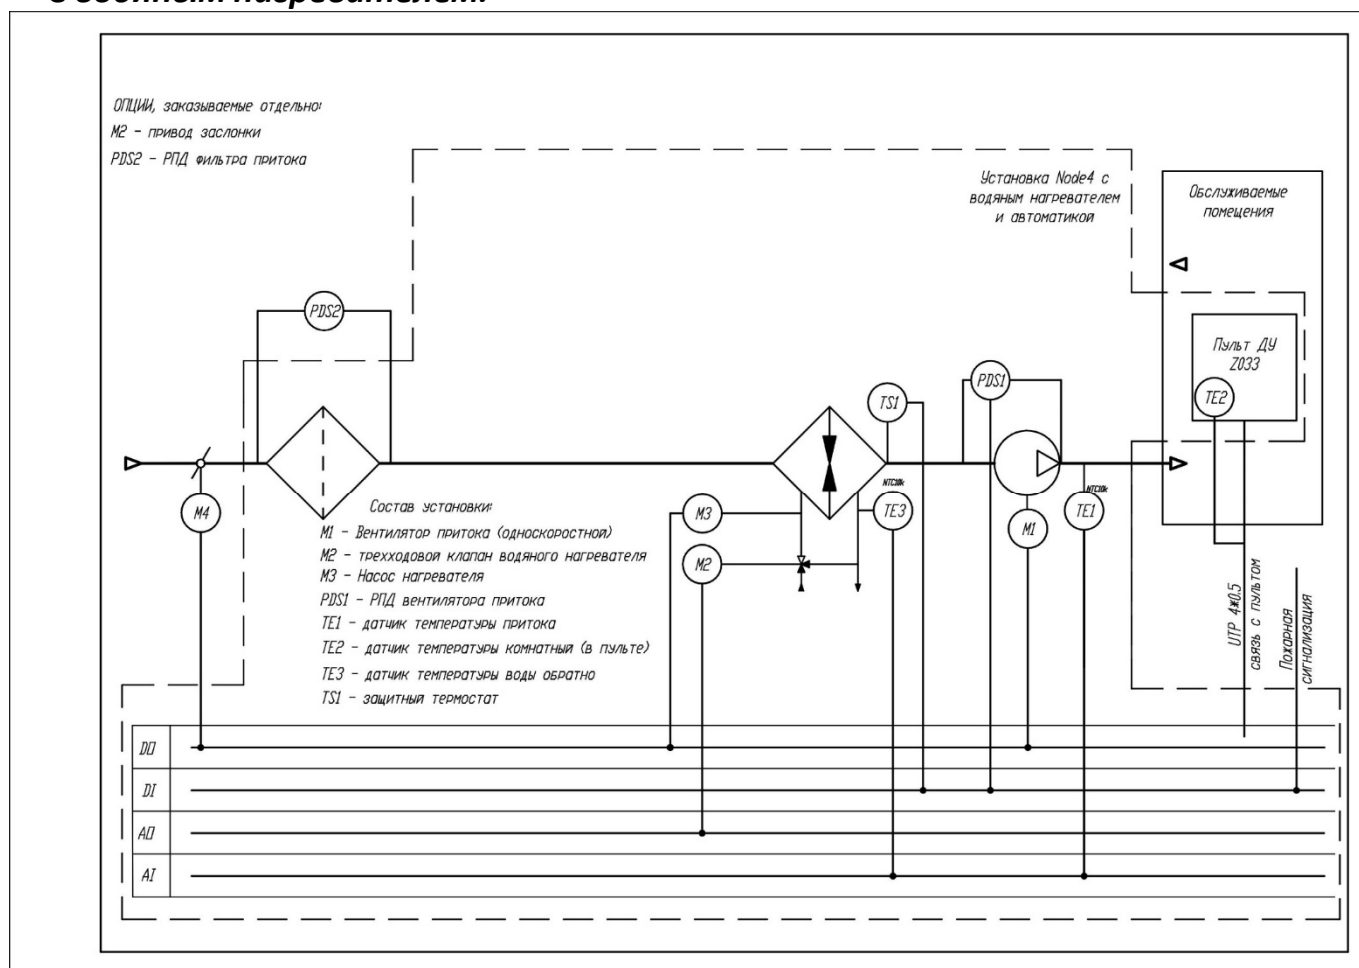 с водяным нагревателем.
ОПЦИИ, заказываемые отдельно:
М2 - привод заслонки
PDS2 - РПД фильтра притока
Установка Node4 с
водяным нагревателем
и автоматикой
Обслуживаемые
помещения
PDS2
Пульт ДУ
Z033
TE2
PDS1
TS1
M4
Состав установки:
М1 - Вентилятор притока (односкоростной)
М2 - трехходовой клапан водяного нагревателя
М3 - Насос нагревателя
PDS1 - РПД вентилятора притока
TE1 - датчик температуры притока
TE2 - датчик температуры комнатный (в пульте)
TE3 - датчик температуры воды обратно
TS1 - защитный термостат
M3
M2
NTC10k
TE3
M1
NTC10k
TE1
UTP 4*0.5
связь с пультом
Пожарная
сигнализация
DO
DI
AO
AI